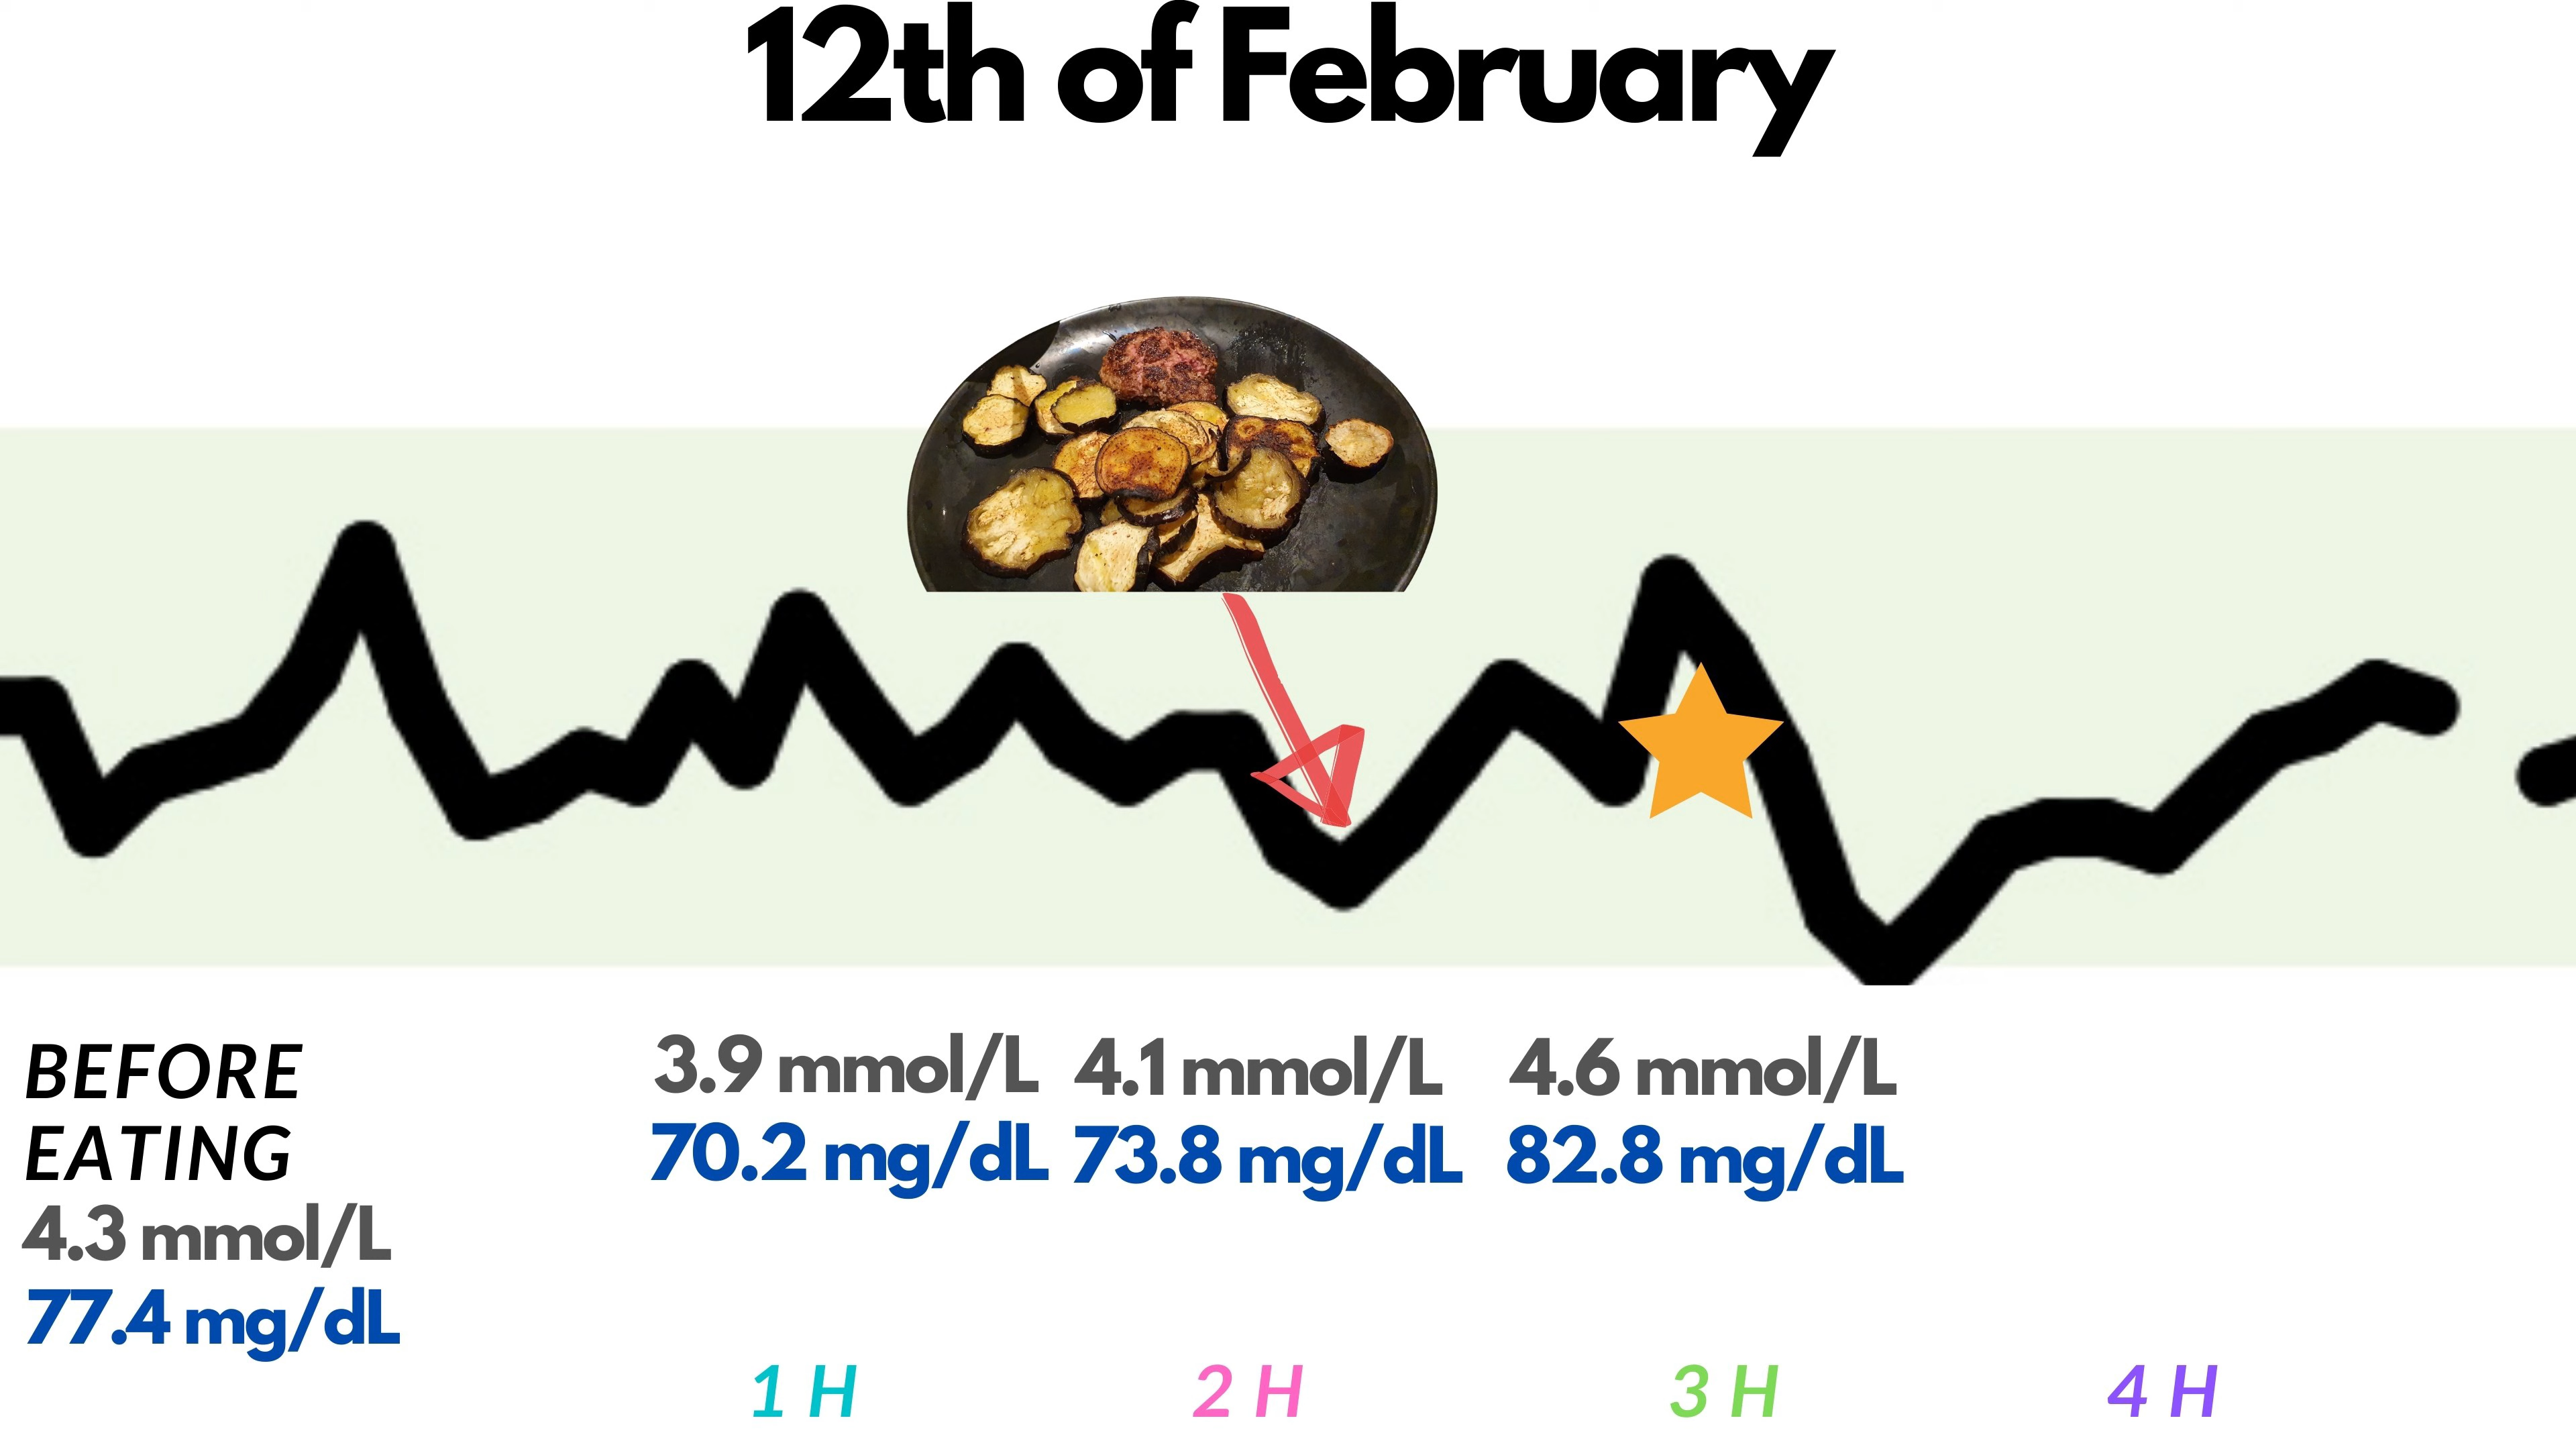 12th of February
BEFORE
EATING
4.3 mmol/L
77.4 mg/dL
3.9 mmol/L
70.2 mg/dL
4.1 mmol/L
73.8 mg/dL
4.6 mmol/L
82.8 mg/dL
1 H
2 H
3 H
4 H